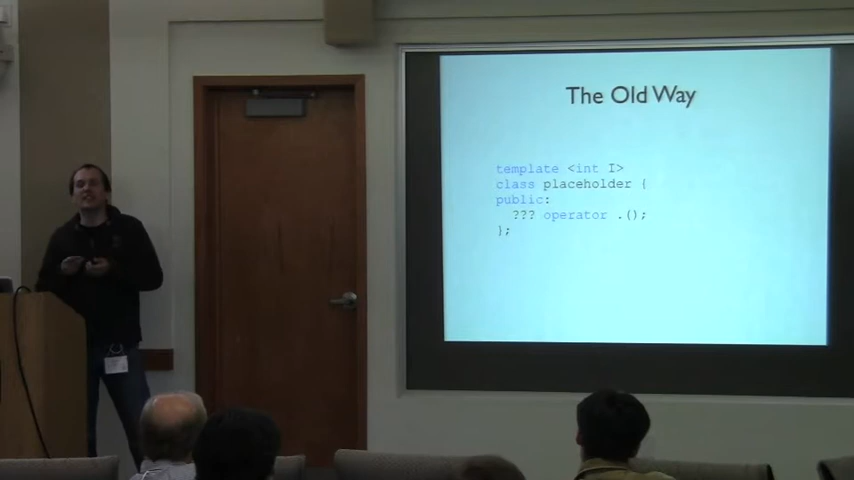 The Old Way
template <int I>
class placeholder {
public:
??? operator .();
};